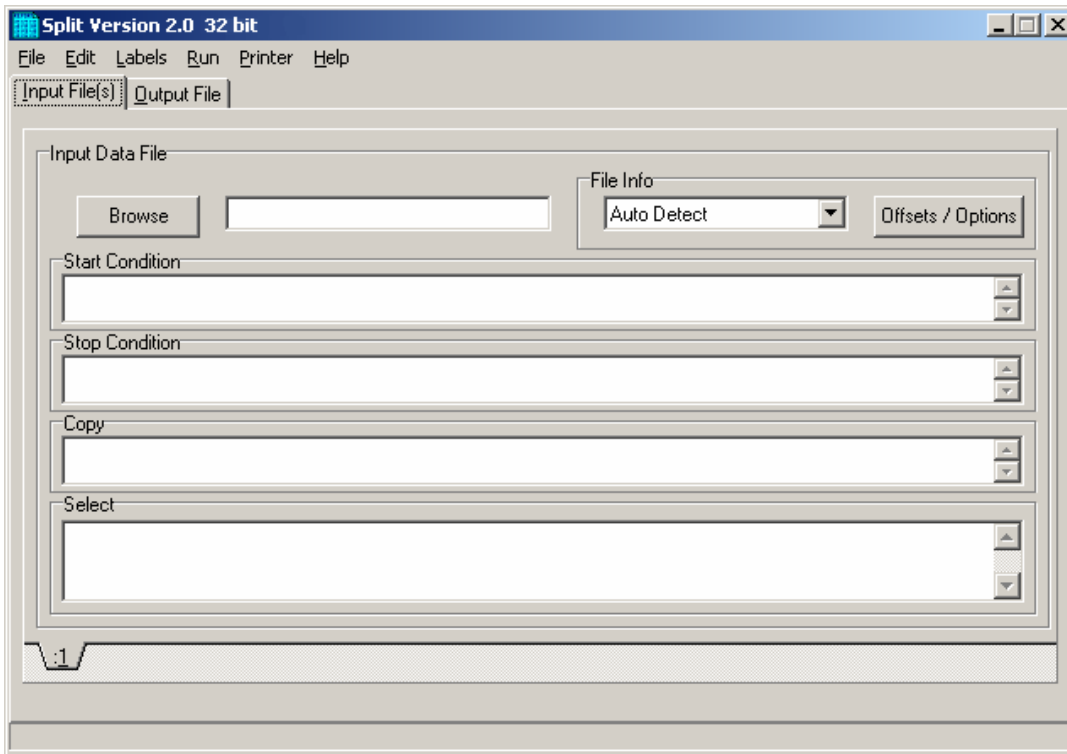 Split Version 2.0 32 bit
File Edit Labels Run Printer Help
Input File(s) Output File
Input Data File
File Info
Browse Auto Detect Offsets / Options
Start Condition
Stop Condition
Copy
Select
:1